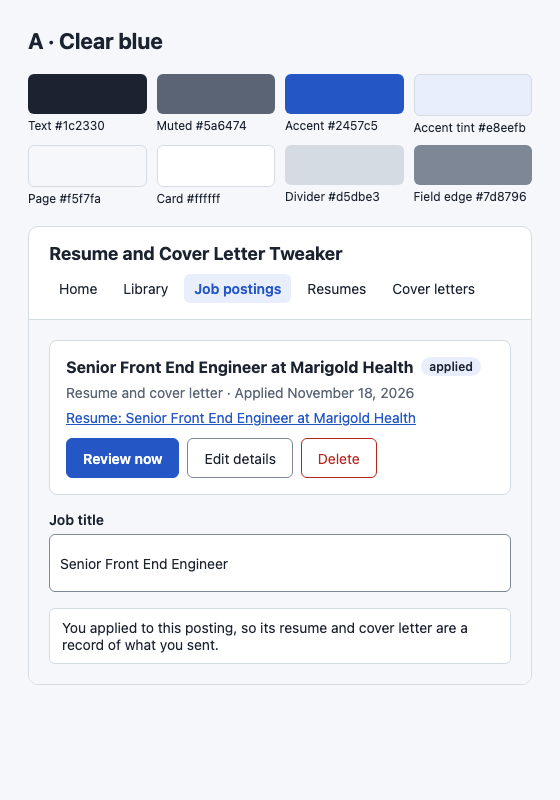 A · Clear blue
Text #1c2330
Muted #5a6474
Accent #2457c5
Accent tint #e8eefb
Page #f5f7fa
Card #ffffff
Divider #d5dbe3
Field edge #7d8796
Resume and Cover Letter Tweaker
Home Library Job postings Resumes Cover letters
Senior Front End Engineer at Marigold Health applied
Resume and cover letter · Applied November 18, 2026
Resume: Senior Front End Engineer at Marigold Health
Review now Edit details Delete
Job title
Senior Front End Engineer
You applied to this posting, so its resume and cover letter are a
record of what you sent.